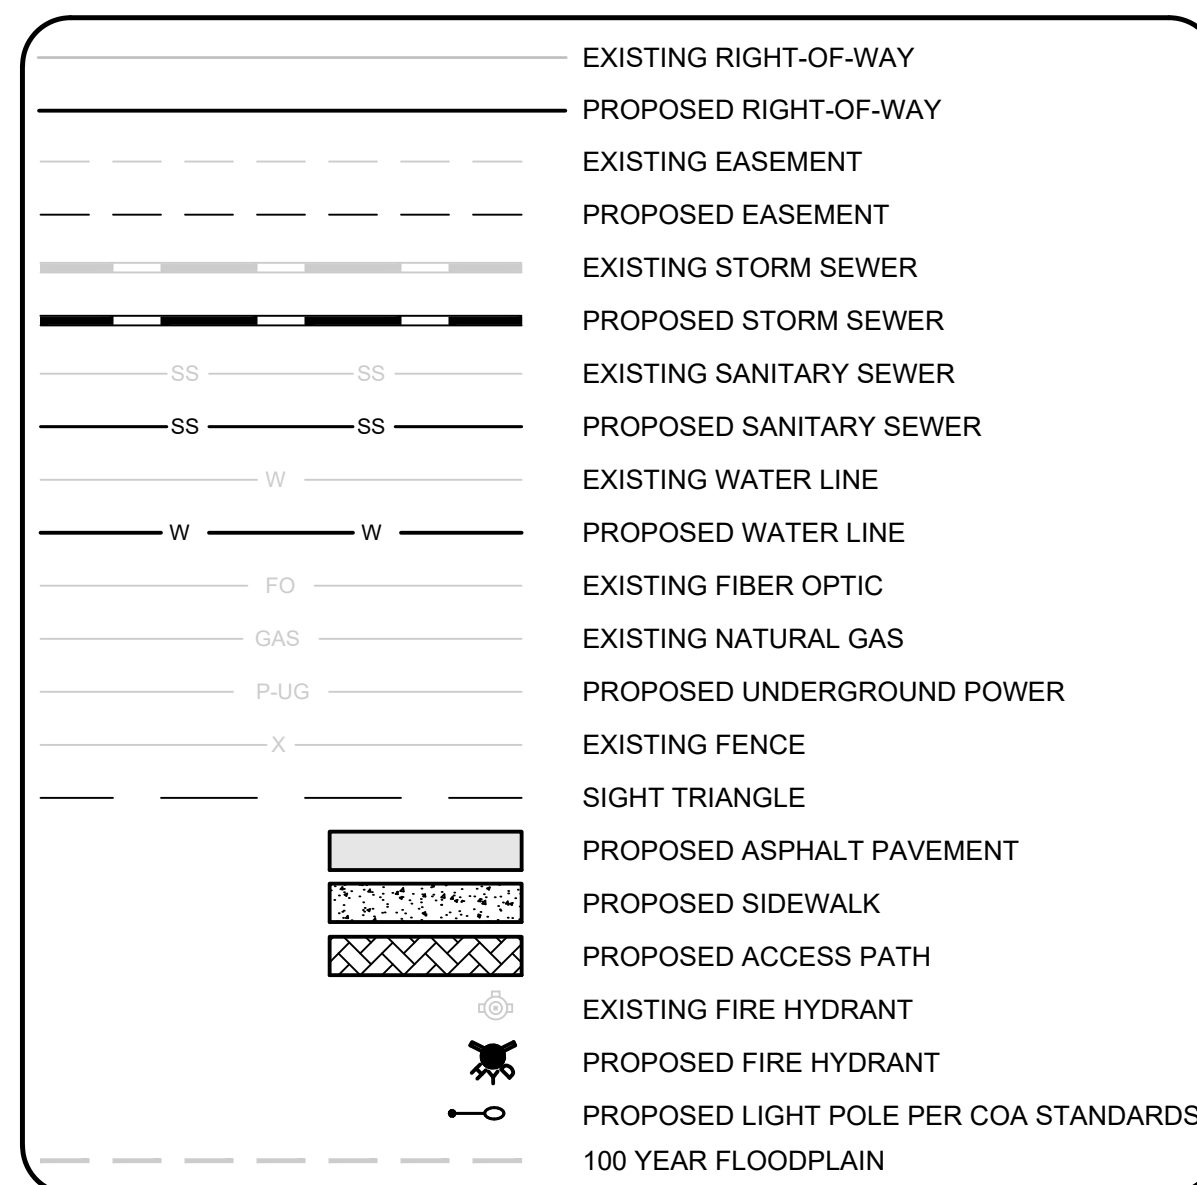 EXISTING RIGHT-OF-WAY
PROPOSED RIGHT-OF-WAY
EXISTING EASEMENT
PROPOSED EASEMENT
EXISTING STORM SEWER
PROPOSED STORM SEWER
SS SS EXISTING SANITARY SEWER
SS SS PROPOSED SANITARY SEWER
W EXISTING WATER LINE
W W PROPOSED WATER LINE
FO EXISTING FIBER OPTIC
GAS EXISTING NATURAL GAS
P-UG PROPOSED UNDERGROUND POWER
X EXISTING FENCE
SIGHT TRIANGLE
PROPOSED ASPHALT PAVEMENT
PROPOSED SIDEWALK
PROPOSED ACCESS PATH
EXISTING FIRE HYDRANT
HYD PROPOSED FIRE HYDRANT
PROPOSED LIGHT POLE PER COA STANDARDS
100 YEAR FLOODPLAIN